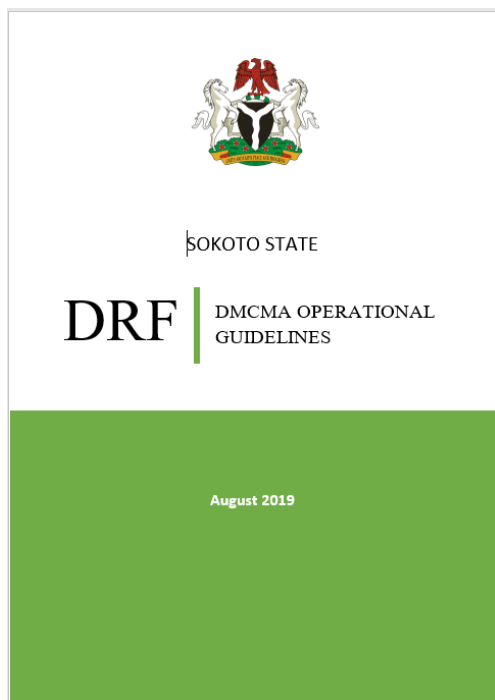 SOKOTO STATE
DRF
DMCMA OPERATIONAL
GUIDELINES
August 2019